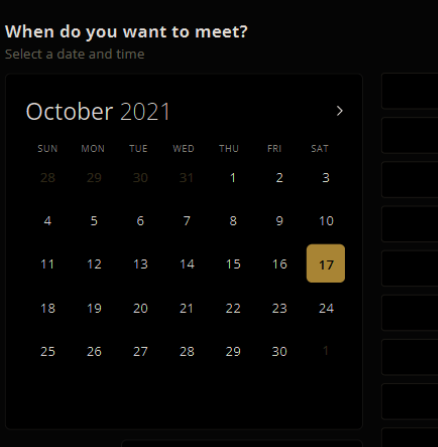 When do you want to meet?
Select a date and time
October 2021
SUN MON TUE WED THU FRI SAT
28 29 30 31 1 2 3
4 5 6 7 8 9 10
11 12 13 14 15 16 17
18 19 20 21 22 23 24
25 26 27 28 29 30 1